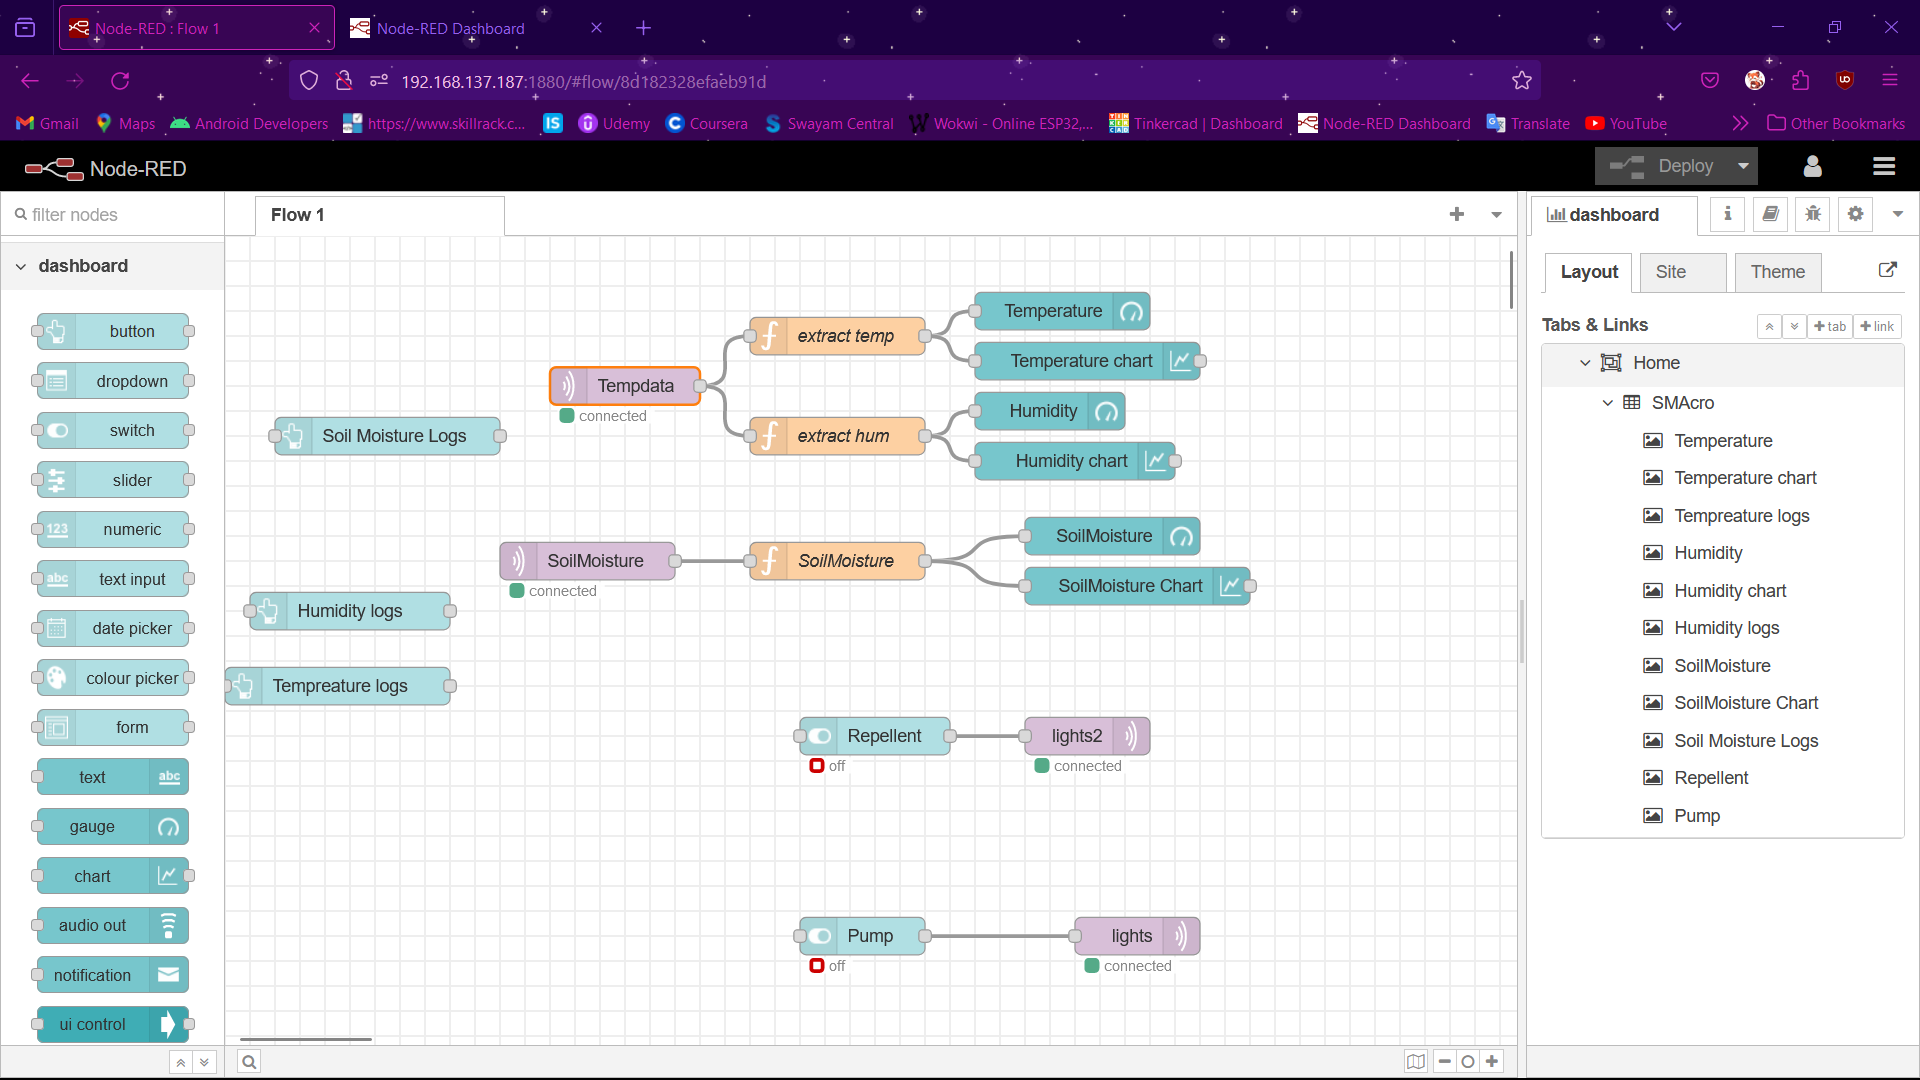 Node-RED : Flow 1
Node-RED Dashboard
192.168.137.187:1880/#flow/8d182328efaeb91d
Gmail
Maps
Android Developers
https://www.skillrack.c...
IS
Udemy
Coursera
Swayam Central
Wokwi - Online ESP32,...
Tinkercad | Dashboard
Node-RED Dashboard
Translate
YouTube
Other Bookmarks
Node-RED
Deploy
filter nodes
dashboard
button
dropdown
switch
slider
123 numeric
abc text input
date picker
colour picker
form
text abc
gauge
chart
audio out
notification
ui control
Flow 1
Temperature
extract temp
Temperature chart
Tempdata
connected
Humidity
Soil Moisture Logs
extract hum
Humidity chart
SoilMoisture
SoilMoisture
SoilMoisture
connected
SoilMoisture Chart
Humidity logs
Tempreature logs
Repellent
off
lights2
connected
Pump
off
lights
connected
dashboard
i
Layout
Site
Theme
Tabs & Links
+ tab
+ link
Home
SMAcro
Temperature
Temperature chart
Tempreature logs
Humidity
Humidity chart
Humidity logs
SoilMoisture
SoilMoisture Chart
Soil Moisture Logs
Repellent
Pump